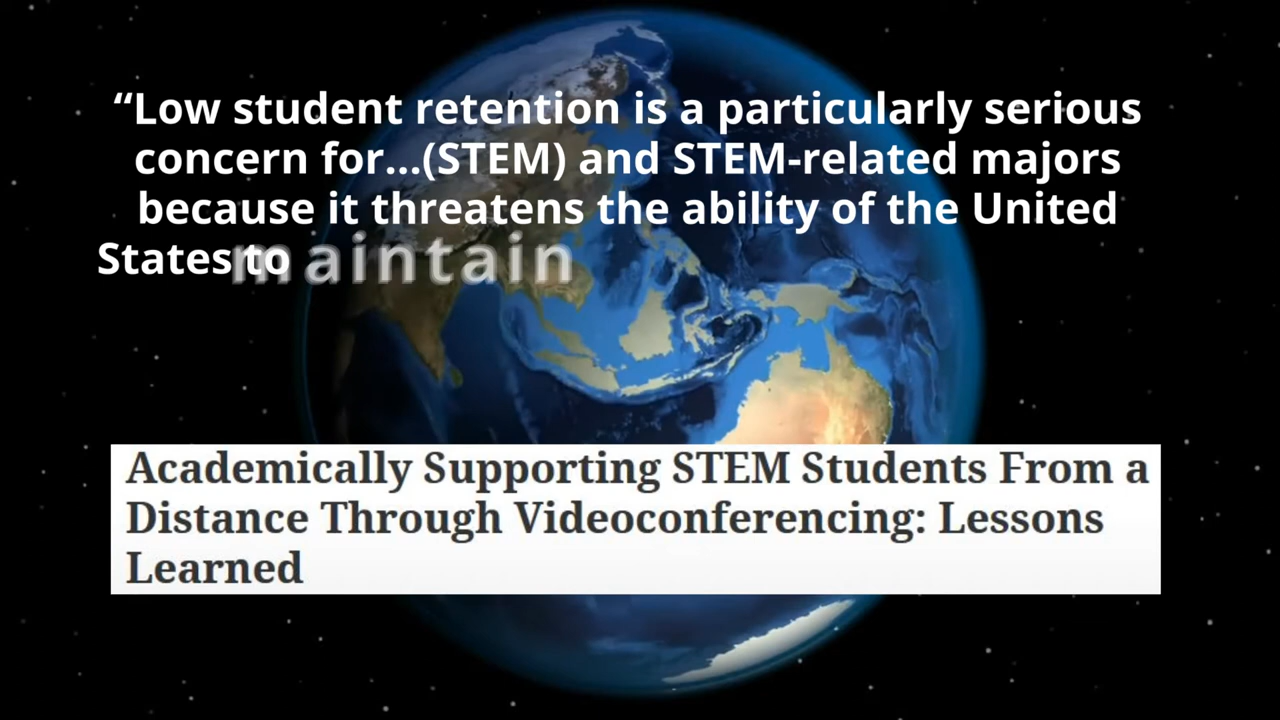 “Low student retention is a particularly serious
concern for...(STEM) and STEM-related majors
because it threatens the ability of the United
States to maintain
Academically Supporting STEM Students From a
Distance Through Videoconferencing: Lessons
Learned